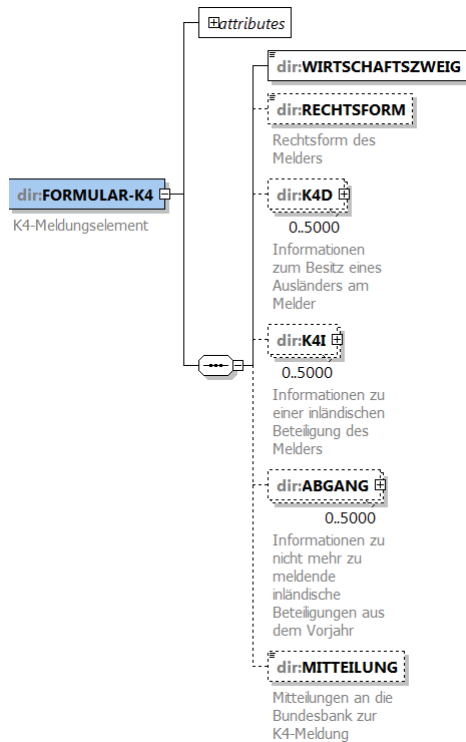 attributes
dir:WIRTSCHAFTSZWEIG
dir:RECHTSFORM
Rechtsform des
Melders
dir:FORMULAR-K4
K4-Meldungselement
dir:K4D
0..5000
Informationen
zum Besitz eines
Ausländers am
Melder
dir:K4I
0..5000
Informationen zu
einer inländischen
Beteiligung des
Melders
dir:ABGANG
0..5000
Informationen zu
nicht mehr zu
meldende
inländische
Beteiligungen aus
dem Vorjahr
dir:MITTEILUNG
Mitteilungen an die
Bundesbank zur
K4-Meldung